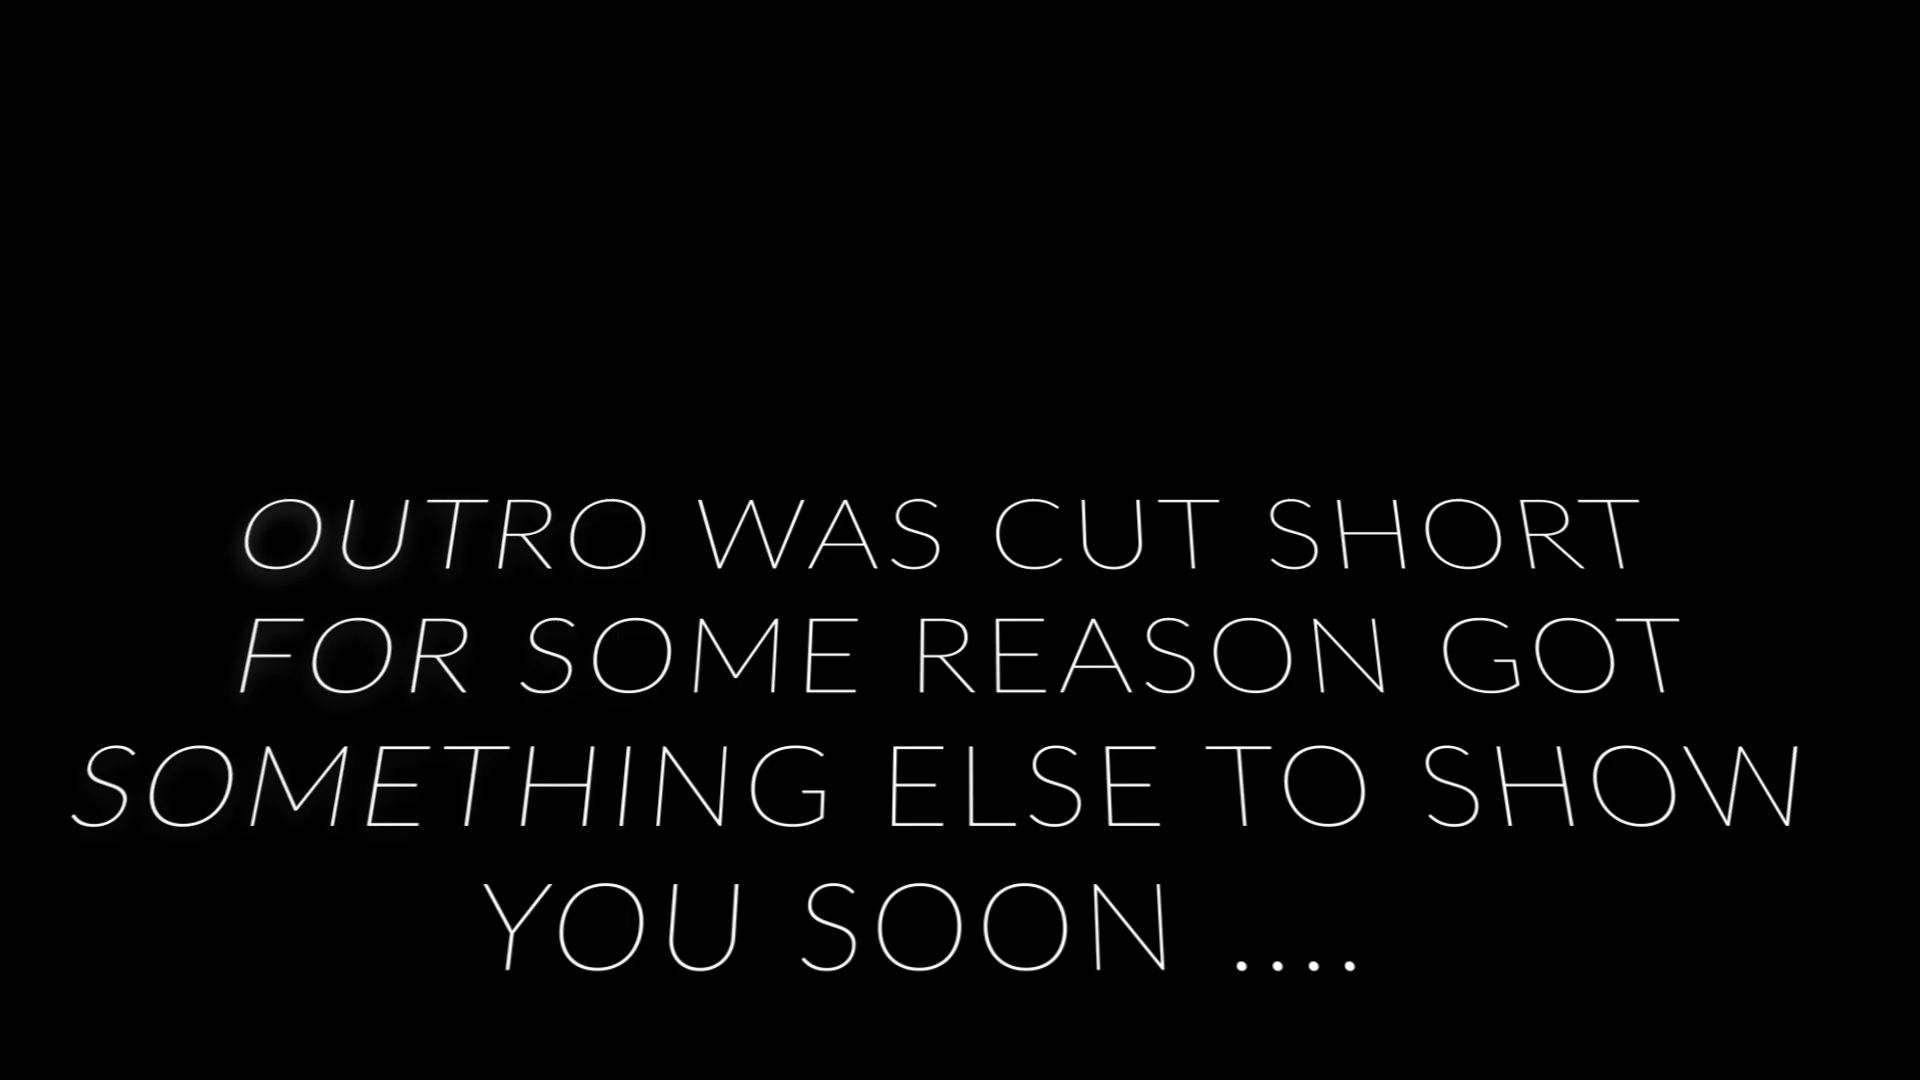 OUTRO WAS CUT SHORT
FOR SOME REASON GOT
SOMETHING ELSE TO SHOW
YOU SOON ....